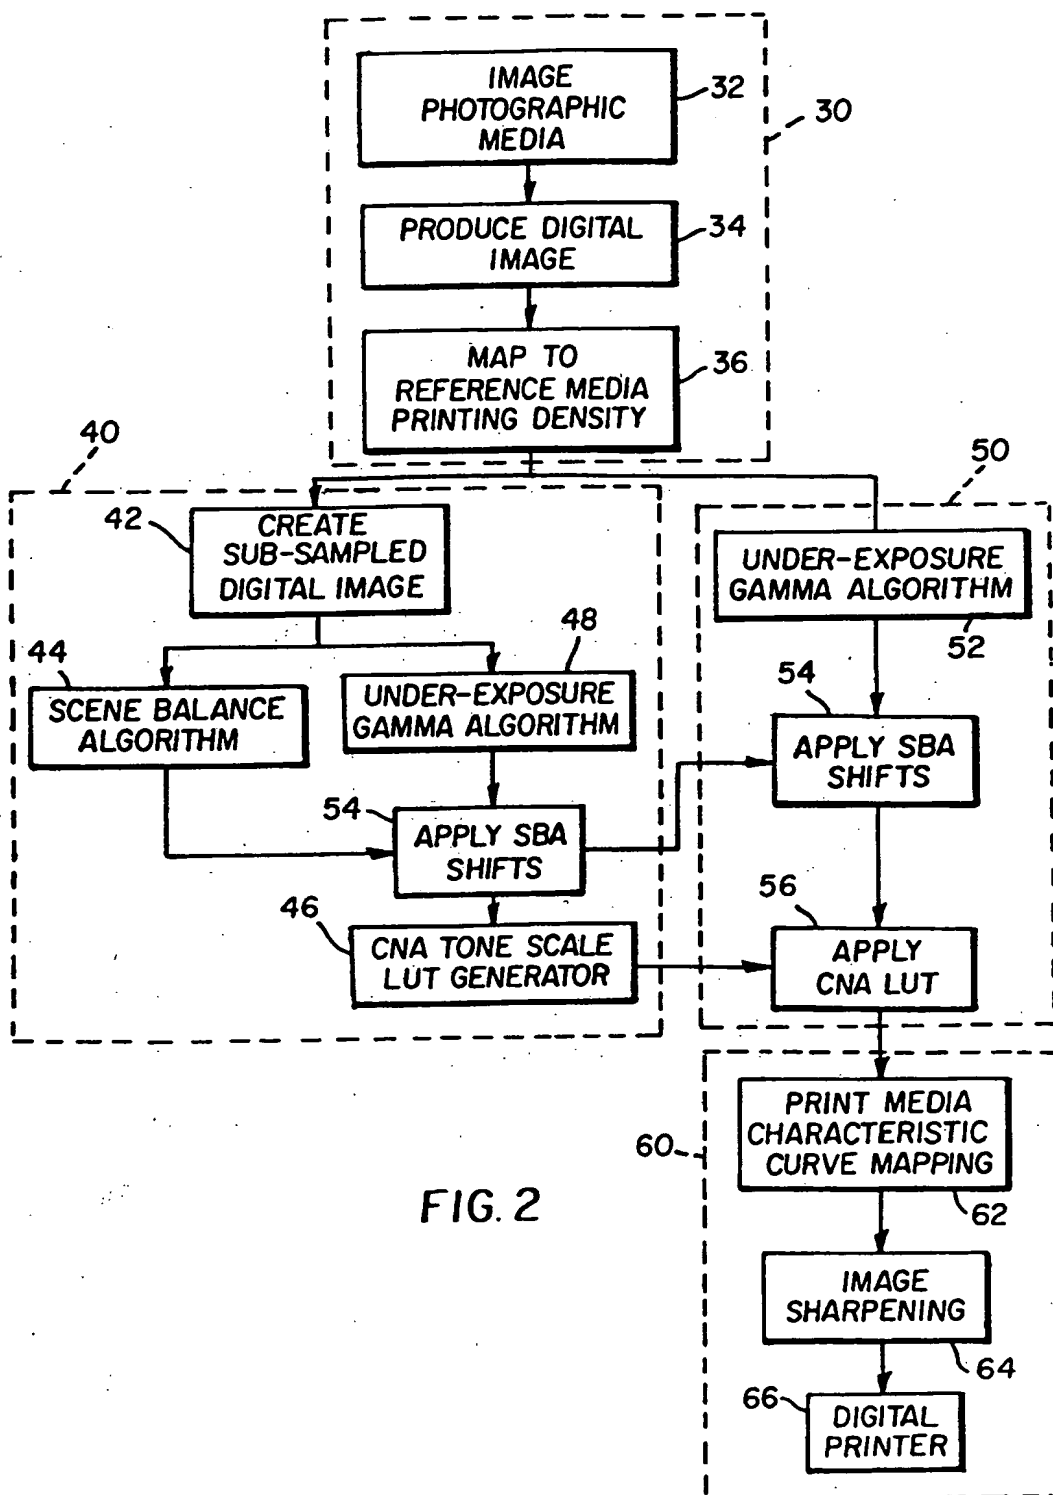 IMAGE
PHOTOGRAPHIC
MEDIA
32
30
PRODUCE DIGITAL
IMAGE
34
MAP TO
REFERENCE MEDIA
PRINTING DENSITY
36
40
50
42
CREATE
SUB-SAMPLED
DIGITAL IMAGE
UNDER-EXPOSURE
GAMMA ALGORITHM
52
44
SCENE BALANCE
ALGORITHM
48
UNDER-EXPOSURE
GAMMA ALGORITHM
54
APPLY SBA
SHIFTS
54
APPLY SBA
SHIFTS
46
CNA TONE SCALE
LUT GENERATOR
56
APPLY
CNA LUT
60
PRINT MEDIA
CHARACTERISTIC
CURVE MAPPING
62
FIG. 2
IMAGE
SHARPENING
64
66
DIGITAL
PRINTER